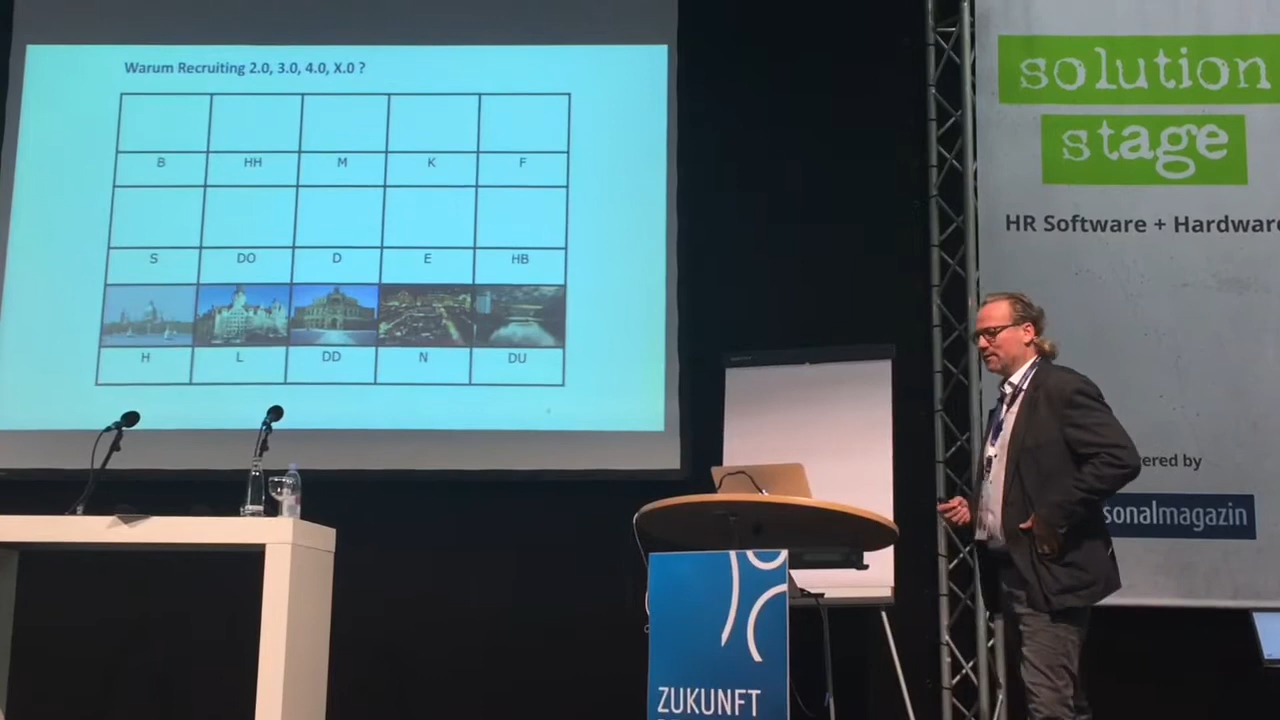 Warum Recruiting 2.0, 3.0, 4.0, X.0 ?
B HH M K F
S DO D E HB
H L DD N DU
solution
stage
HR Software + Hardware
ered by
sonalmagazin
ZUKUNFT